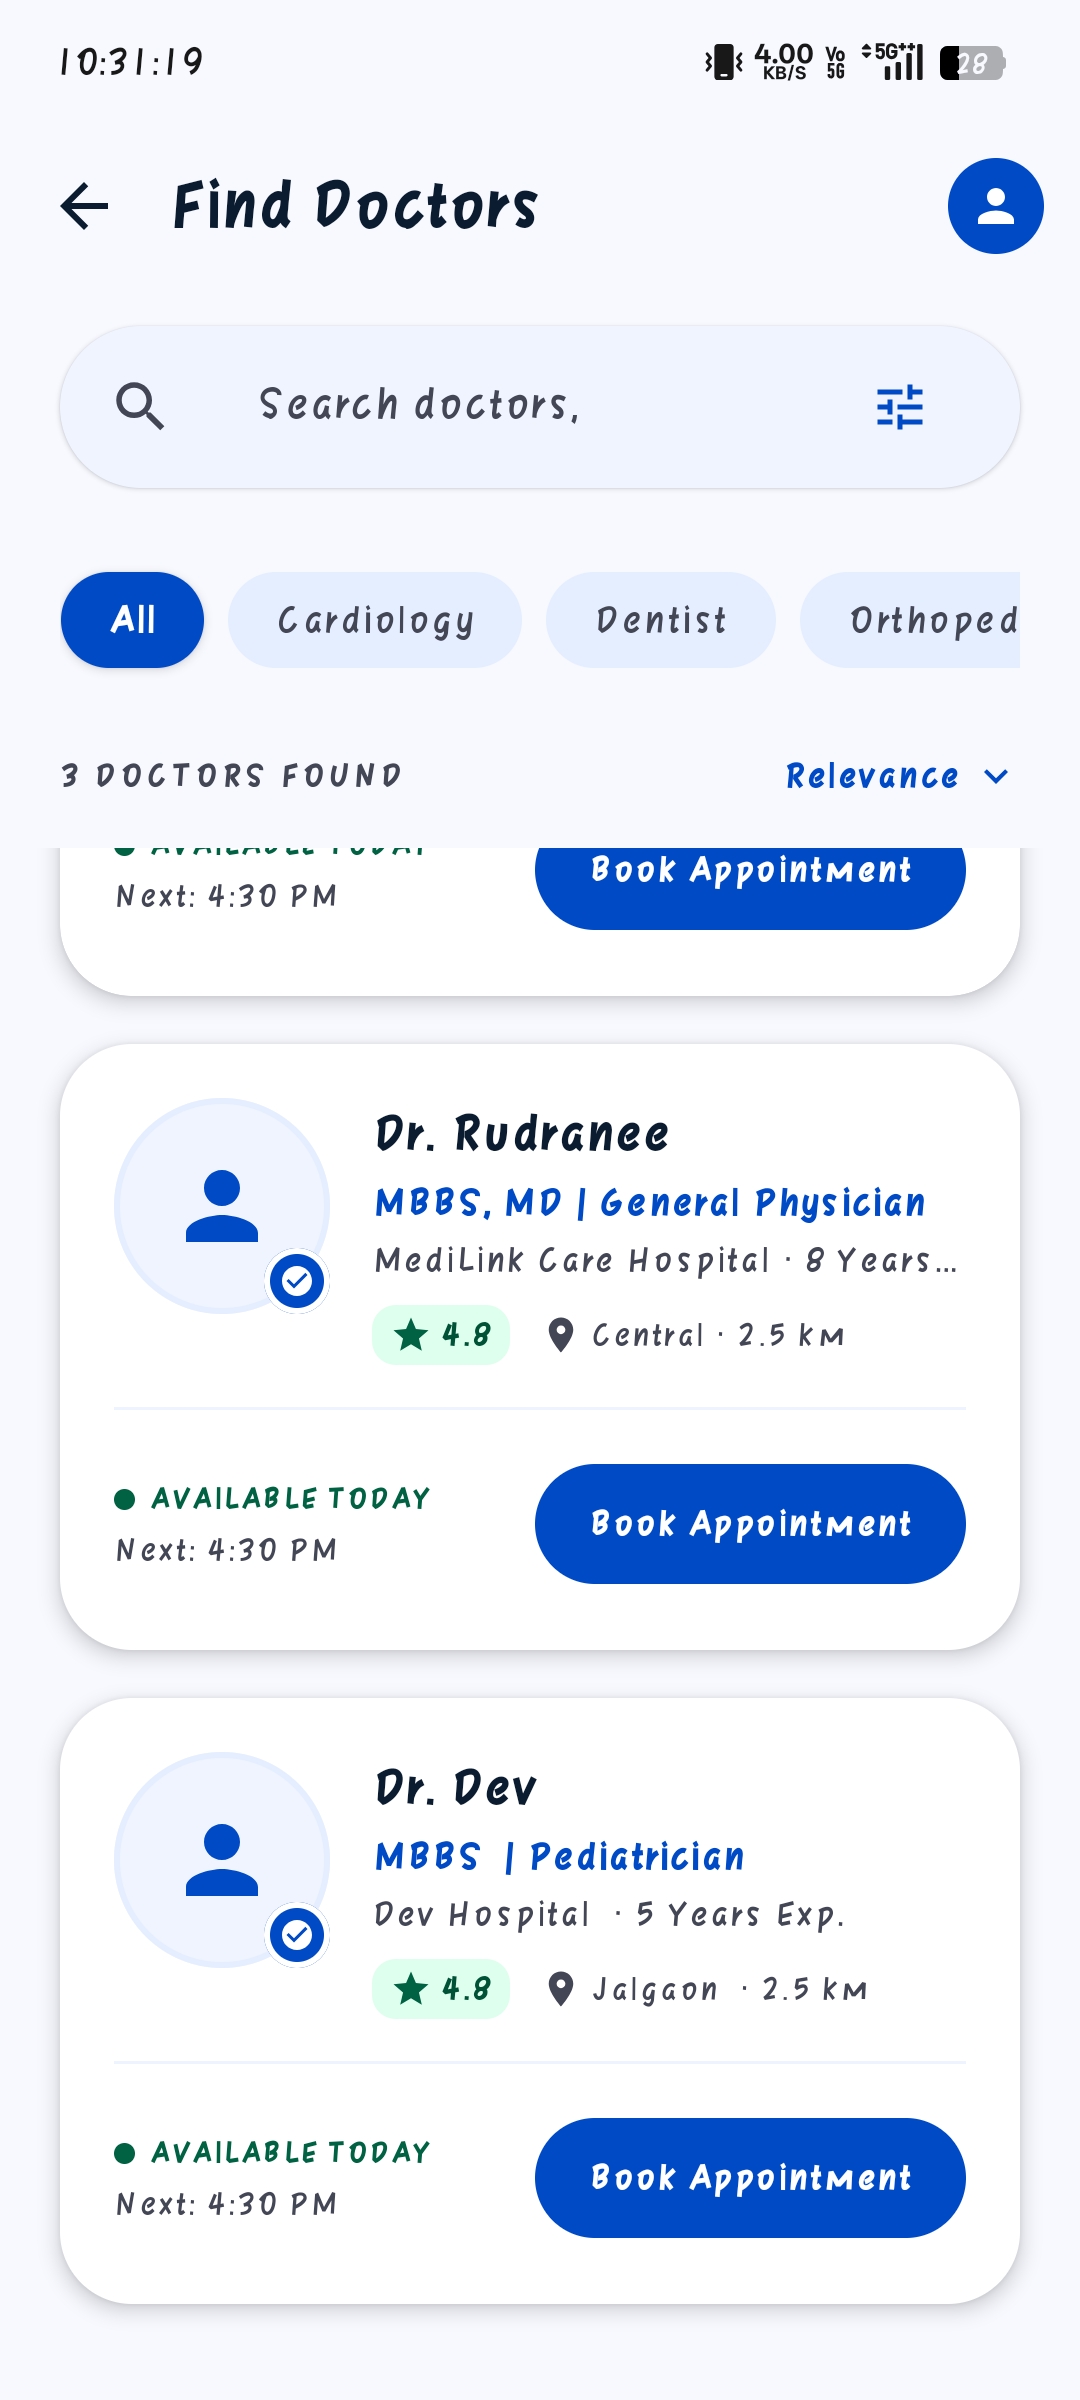 10:31:19
4.00 KB/S Vo 5G 5G++ 28
Find Doctors
Search doctors,
All Cardiology Dentist Orthoped
3 DOCTORS FOUND Relevance
AVAILABLE TODAY
Next: 4:30 PM
Book Appointment
Dr. Rudranee
MBBS, MD | General Physician
MediLink Care Hospital · 8 Years...
4.8 Central · 2.5 km
AVAILABLE TODAY
Next: 4:30 PM
Book Appointment
Dr. Dev
MBBS | Pediatrician
Dev Hospital · 5 Years Exp.
4.8 Jalgaon · 2.5 km
AVAILABLE TODAY
Next: 4:30 PM
Book Appointment